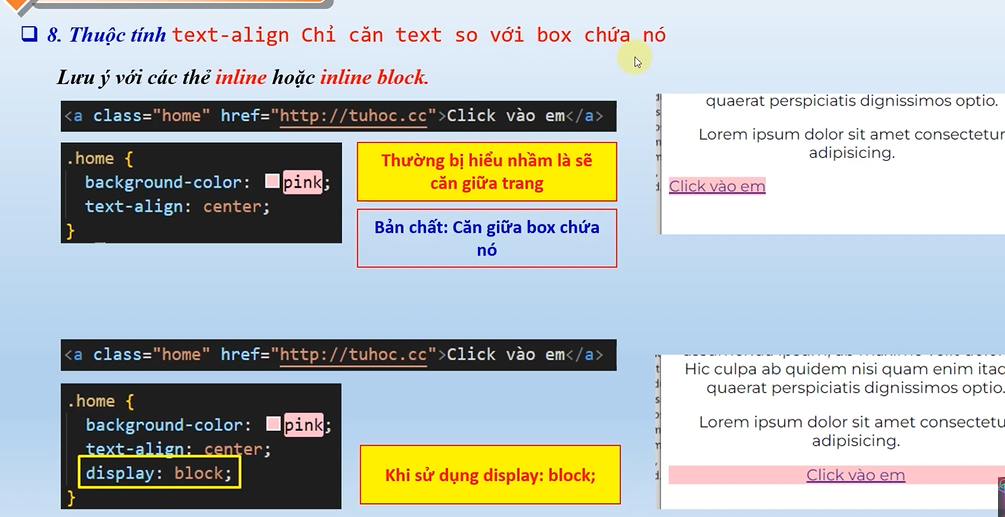 8. Thuộc tính text-align Chỉ căn text so với box chứa nó
Lưu ý với các thẻ inline hoặc inline block.
<a class="home" href="http://tuhoc.cc">Click vào em</a>
.home {
background-color: pink;
text-align: center;
}
Thường bị hiểu nhầm là sẽ
căn giữa trang
Bản chất: Căn giữa box chứa
nó
quaerat perspiciatis dignissimos optio.
Lorem ipsum dolor sit amet consectetur
adipisicing.
Click vào em
<a class="home" href="http://tuhoc.cc">Click vào em</a>
.home {
background-color: pink;
text-align: center;
display: block;
}
Khi sử dụng display: block;
Hic culpa ab quidem nisi quam enim itaq
quaerat perspiciatis dignissimos optio.
Lorem ipsum dolor sit amet consectetu
adipisicing.
Click vào em